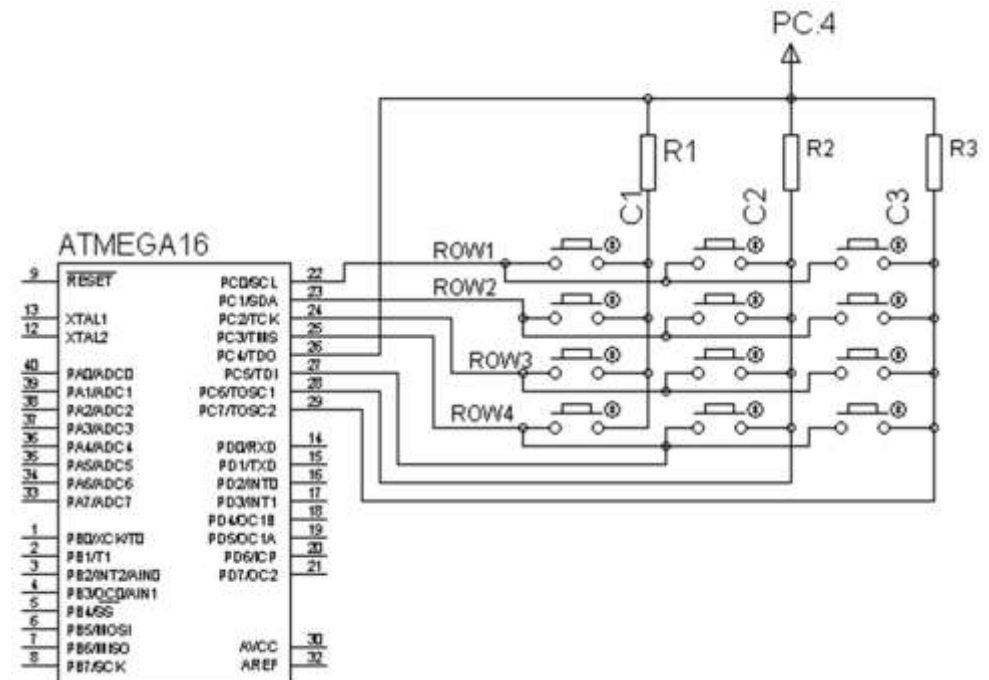 PC.4
R1
R2
R3
C1
C2
C3
ATMEGA16
ROW1
ROW2
ROW3
ROW4
9 RESET
13 XTAL1
12 XTAL2
40 PA0/ADC0
39 PA1/ADC1
38 PA2/ADC2
37 PA3/ADC3
36 PA4/ADC4
35 PA5/ADC5
34 PA6/ADC6
33 PA7/ADC7
1 PB0/XCK/T0
2 PB1/T1
3 PB2/INT2/AIN0
4 PB3/OC0/AIN1
5 PB4/SS
6 PB5/MOSI
7 PB6/MISO
8 PB7/SCK
PC0/SCL 22
PC1/SDA 23
PC2/TCK 24
PC3/TMS 25
PC4/TDO 26
PC5/TDI 27
PC6/TOSC1 28
PC7/TOSC2 29
PD0/RXD 14
PD1/TXD 15
PD2/INT0 16
PD3/INT1 17
PD4/OC1B 18
PD5/OC1A 19
PD6/ICP 20
PD7/OC2 21
AVCC 30
AREF 32